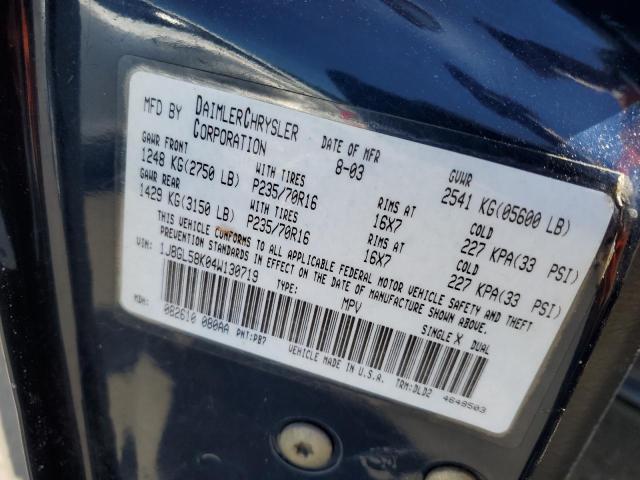 MFD BY DAIMLERCHRYSLER CORPORATION DATE OF MFR 8-03 GVWR 2541 KG(05600 LB)
GAWR FRONT WITH TIRES RIMS AT COLD
1248 KG(2750 LB) P235/70R16 16X7 227 KPA(33 PSI)
GAWR REAR WITH TIRES RIMS AT COLD
1429 KG(3150 LB) P235/70R16 16X7 227 KPA(33 PSI)
THIS VEHICLE CONFORMS TO ALL APPLICABLE FEDERAL MOTOR VEHICLE SAFETY AND THEFT
PREVENTION STANDARDS IN EFFECT ON THE DATE OF MANUFACTURE SHOWN ABOVE.
VIN: 1J8GL58K04W130719 TYPE: MPV SINGLE X DUAL
MDH: 082610 080AA PNT:PB7 VEHICLE MADE IN U.S.A. TRM:DLD2 4648503